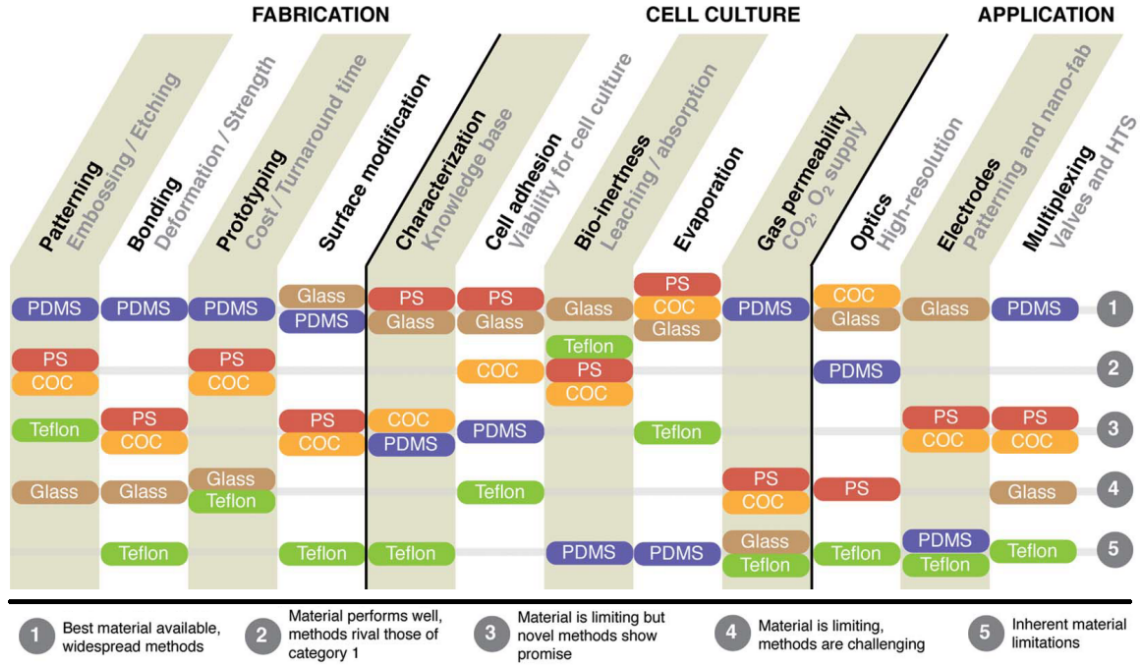 FABRICATION
CELL CULTURE
APPLICATION
Patterning
Embossing / Etching
Bonding
Deformation / Strength
Prototyping
Cost / Turnaround time
Surface modification
Characterization
Knowledge base
Cell adhesion
Viability for cell culture
Bio-inertness
Leaching / absorption
Evaporation
Gas permeability
CO₂, O₂ supply
Optics
High-resolution
Electrodes
Patterning and nano-fab
Multiplexing
Valves and HTS
PDMS PDMS PDMS Glass PDMS PS Glass PS Glass Glass PS COC Glass PDMS COC Glass Glass PDMS 1
PS COC PS COC COC Teflon PS COC PDMS 2
Teflon PS COC PS COC COC PDMS PDMS Teflon PS COC PS COC 3
Glass Glass Glass Teflon Teflon PS COC PS Glass 4
Teflon Teflon Teflon PDMS PDMS Glass Teflon Teflon PDMS Teflon Teflon 5
1 Best material available,
widespread methods
2 Material performs well,
methods rival those of
category 1
3 Material is limiting but
novel methods show
promise
4 Material is limiting,
methods are challenging
5 Inherent material
limitations